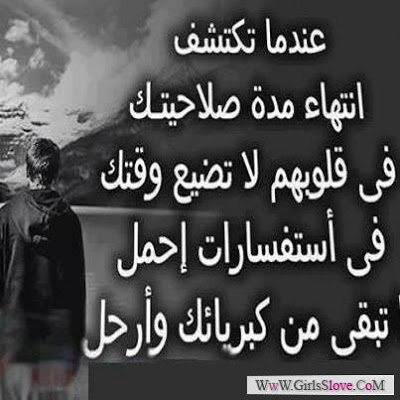 عندما تكتشف
انتهاء مدة صلاحيتك
فى قلوبهم لا تضيع وقتك
فى أستفسارات إحمل
تبقى من كبريائك وأرحل
WwW.GirlsSlove.CoM